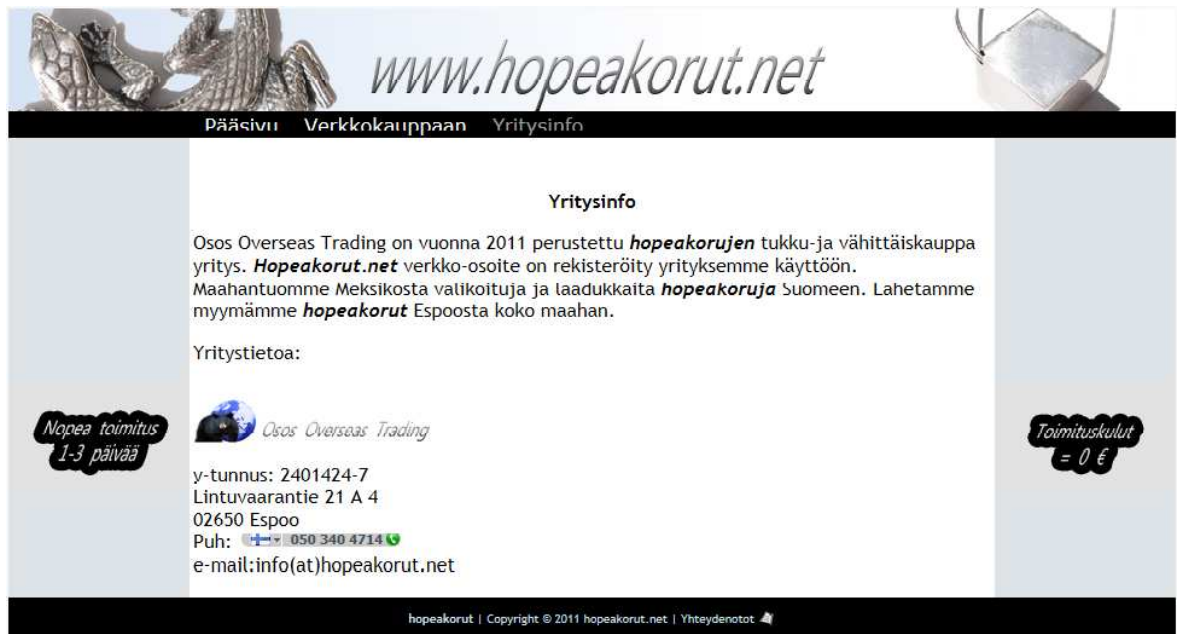 www.hopeakorut.net
Pääsivu Verkkokauppaan Yritysinfo
Yritysinfo
Osos Overseas Trading on vuonna 2011 perustettu hopeakorujen tukku-ja vähittäiskauppa
yritys. Hopeakorut.net verkko-osoite on rekisteröity yrityksemme käyttöön.
Maahantuomme Meksikosta valikoituja ja laadukkaita hopeakoruja Suomeen. Lähetämme
myymämme hopeakorut Espoosta koko maahan.
Yritystietoa:
Osos Overseas Trading
Nopea toimitus
1-3 päivää
Toimituskulut
= 0 €
y-tunnus: 2401424-7
Lintuvaarantie 21 A 4
02650 Espoo
Puh: 050 340 4714
e-mail:info(at)hopeakorut.net
hopeakorut | Copyright © 2011 hopeakorut.net | Yhteydenotot